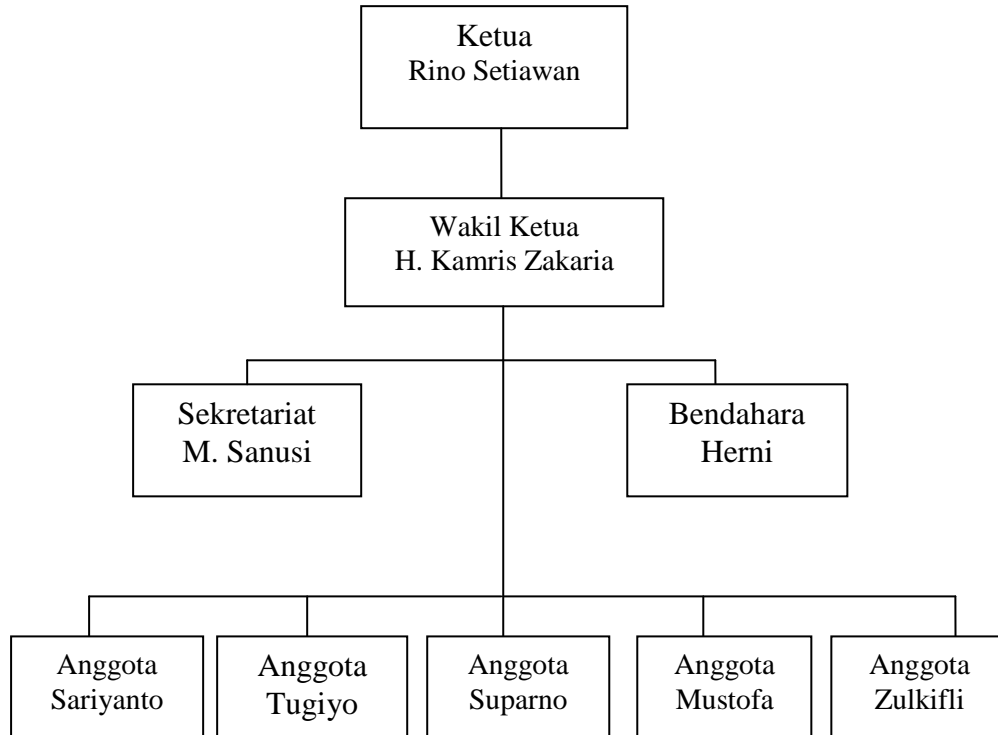 Ketua
Rino Setiawan
Wakil Ketua
H. Kamris Zakaria
Sekretariat
M. Sanusi
Bendahara
Herni
Anggota
Sariyanto
Anggota
Tugiyo
Anggota
Suparno
Anggota
Mustofa
Anggota
Zulkifli